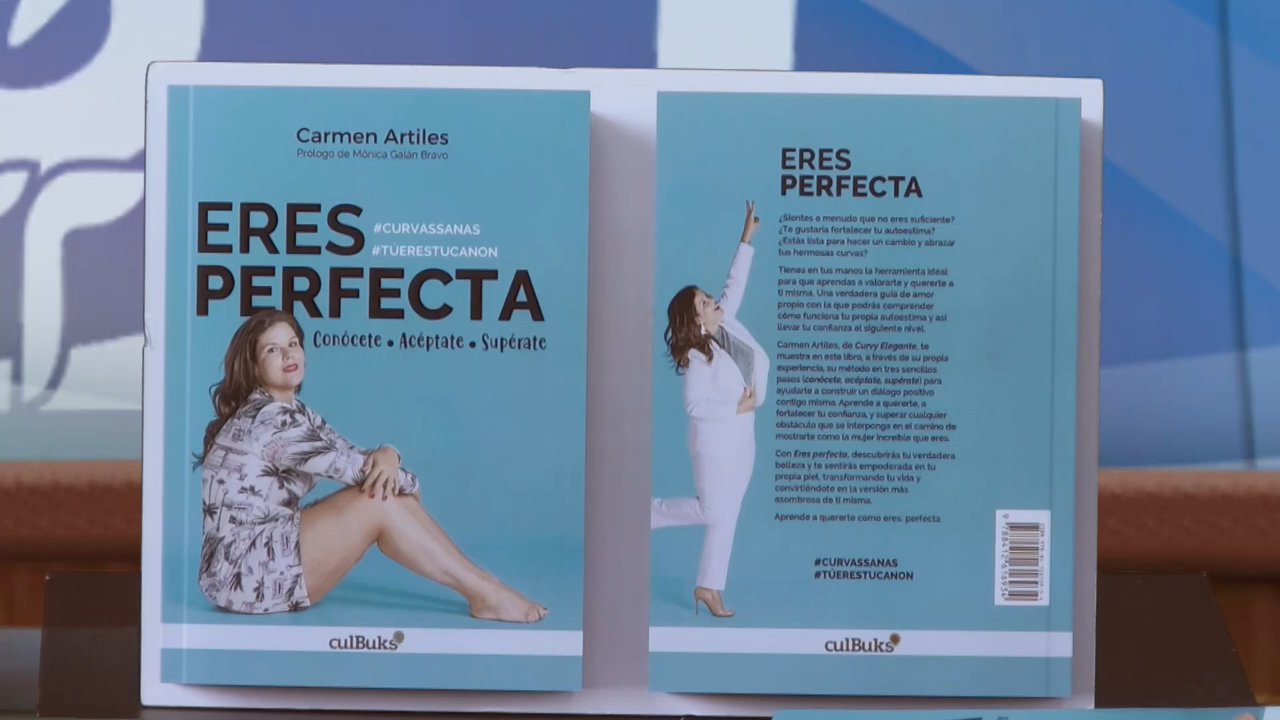 Carmen Artiles
Prólogo de Mónica Galán Bravo
ERES
#CURVASSANAS
#TÚERESTUCANON
PERFECTA
Conócete • Acéptate • Supérate
culBuks
ERES
PERFECTA
¿Sientes a menudo que no eres suficiente?
¿Te gustaría fortalecer tu autoestima?
¿Estás lista para hacer un cambio y abrazar
tus hermosas curvas?
Tienes en tus manos la herramienta ideal
para que aprendas a valorarte y quererte a
ti misma. Una verdadera guía de amor
propio con la que podrás comprender
cómo funciona tu propia autoestima y así
llevar tu confianza al siguiente nivel.
Carmen Artiles, de Curvy Elegante, te
muestra en este libro, a través de su propia
experiencia, su método en tres sencillos
pasos (conócete, acéptate, supérate) para
ayudarte a construir un diálogo positivo
contigo misma. Aprende a quererte, a
fortalecer tu confianza, y superar cualquier
obstáculo que se interponga en el camino de
mostrarte como la mujer increíble que eres.
Con Eres perfecta, descubrirás tu verdadera
belleza y te sentirás empoderada en tu
propia piel, transformando tu vida y
convirtiéndote en la versión más
asombrosa de ti misma.
Aprende a quererte como eres: perfecta
#CURVASSANAS
#TÚERESTUCANON
culBuks